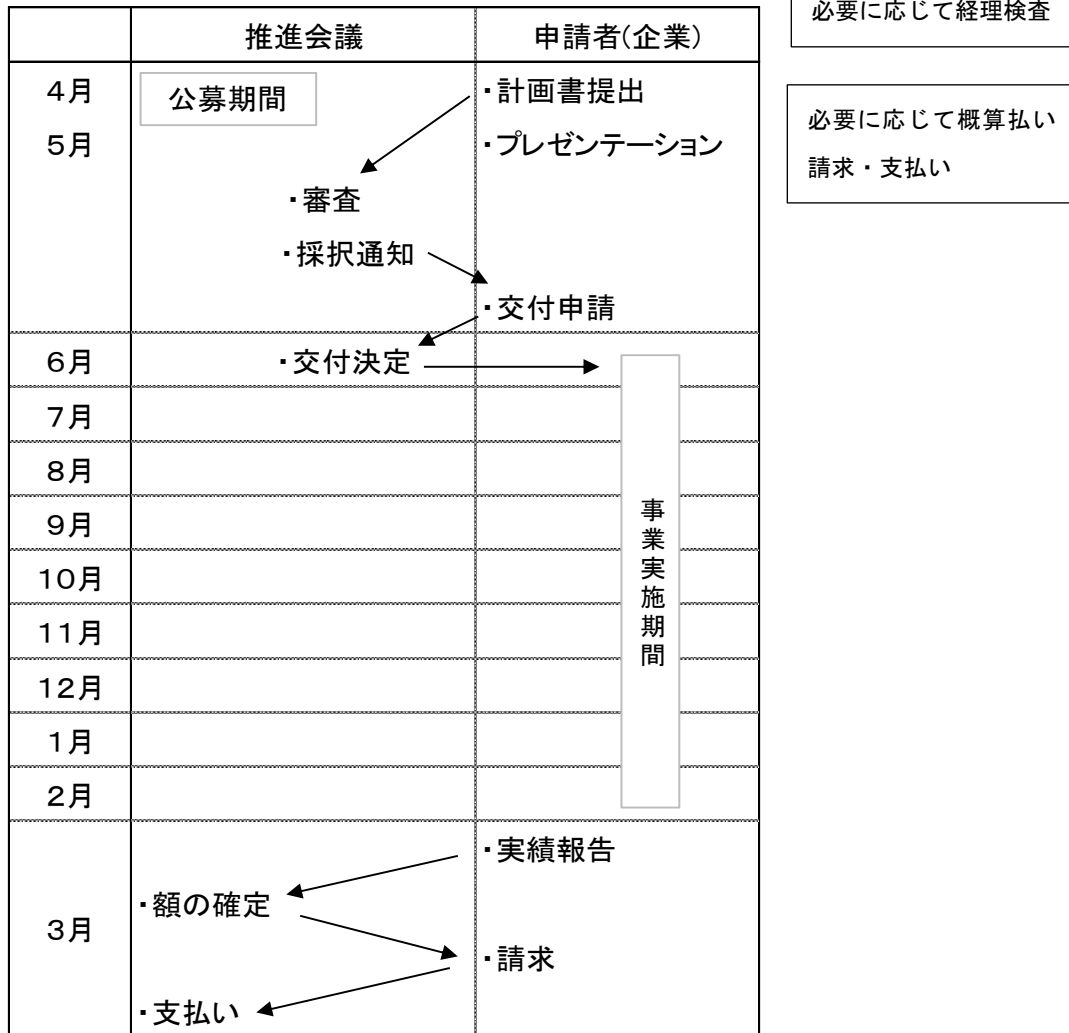 推進会議 申請者(企業)
4月 公募期間 ・計画書提出
5月 ・プレゼンテーション
・審査
・採択通知
・交付申請
6月 ・交付決定
7月
8月
9月
10月
11月
12月
1月
2月
事業実施期間
・実績報告
・額の確定
3月
・請求
・支払い
必要に応じて経理検査
必要に応じて概算払い
請求・支払い